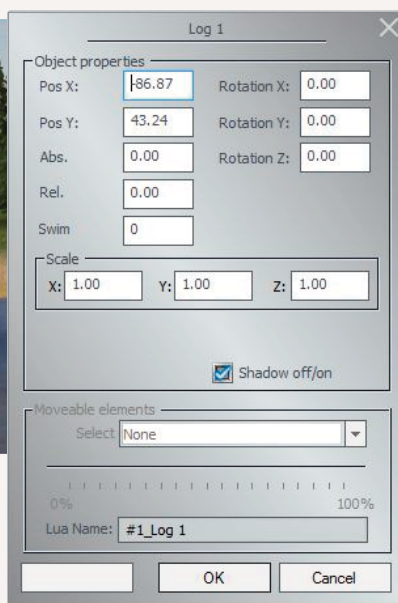 Log 1
Object properties
Pos X: -86.87 Rotation X: 0.00
Pos Y: 43.24 Rotation Y: 0.00
Abs. 0.00 Rotation Z: 0.00
Rel. 0.00
Swim 0
Scale
X: 1.00 Y: 1.00 Z: 1.00
Shadow off/on
Moveable elements
Select None
0% 100%
Lua Name: #1_Log 1
OK Cancel